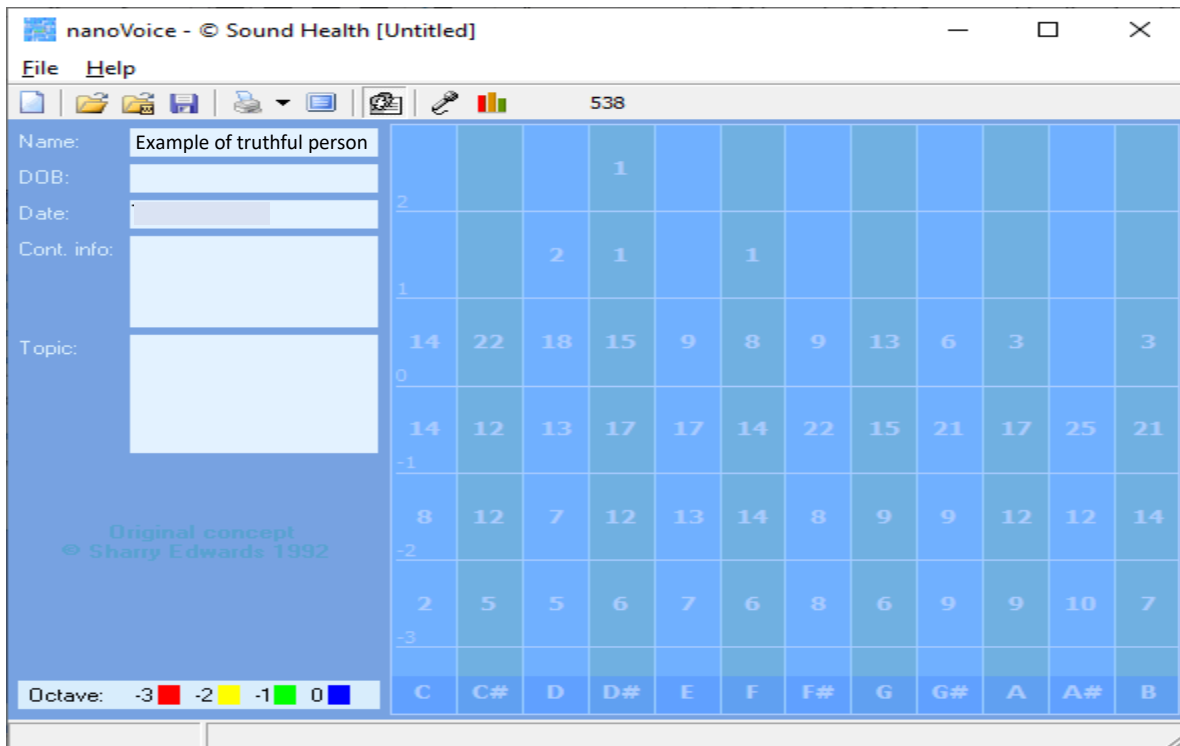 nanoVoice - © Sound Health [Untitled]
File Help
538
Name: Example of truthful person
DOB:
Date:
Cont. info:
Topic:
Original concept
© Sharry Edwards 1992
Octave: -3 -2 -1 0
1
2
2 1 1
1
14 22 18 15 9 8 9 13 6 3 3
0
14 12 13 17 17 14 22 15 21 17 25 21
-1
8 12 7 12 13 14 8 9 9 12 12 14
-2
2 5 5 6 7 6 8 6 9 9 10 7
-3
C C# D D# E F F# G G# A A# B